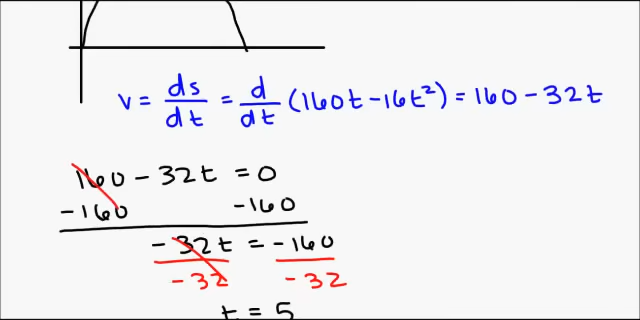 v = ds/dt = d/dt (160t - 16t²) = 160 - 32t
160 - 32t = 0
-160 -160
-32t = -160
-32 -32
t = 5